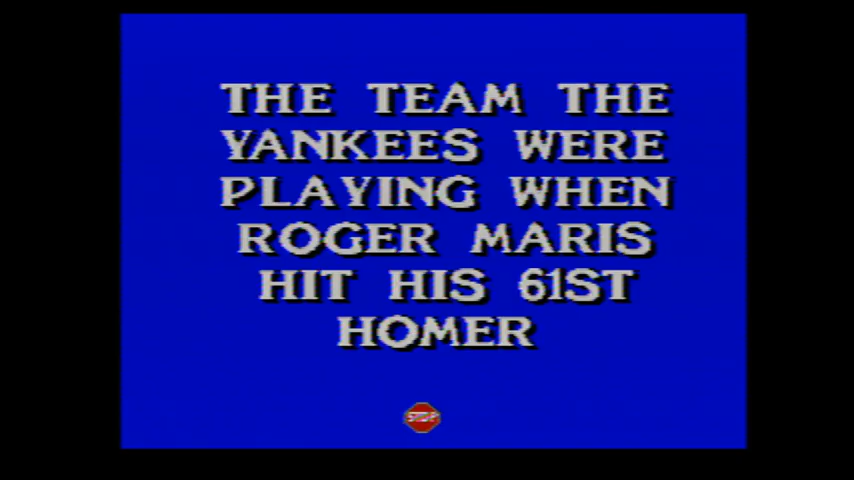 THE TEAM THE
YANKEES WERE
PLAYING WHEN
ROGER MARIS
HIT HIS 61ST
HOMER
STOP